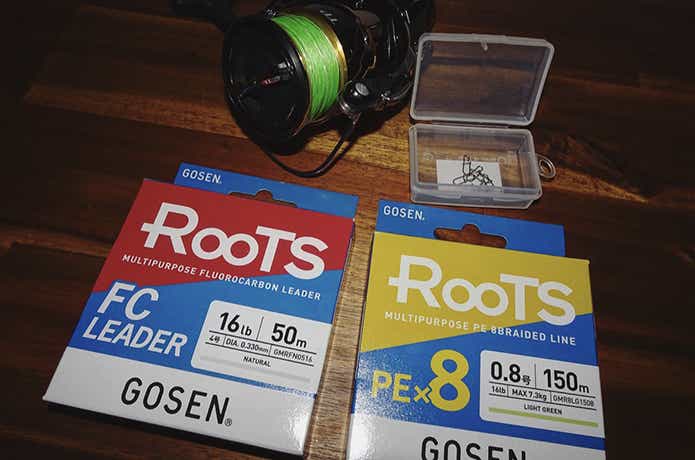 GOSEN.
RooTS
MULTIPURPOSE FLUOROCARBON LEADER
FC
LEADER
16lb 50m
4号 DIA. 0.330mm GMRFN0516
NATURAL
GOSEN®
GOSEN.
RooTS
MULTIPURPOSE PE 8BRAIDED LINE
PE×8
0.8号 150m
16lb MAX 7.3kg GMRBLG1508
LIGHT GREEN
GOSEN